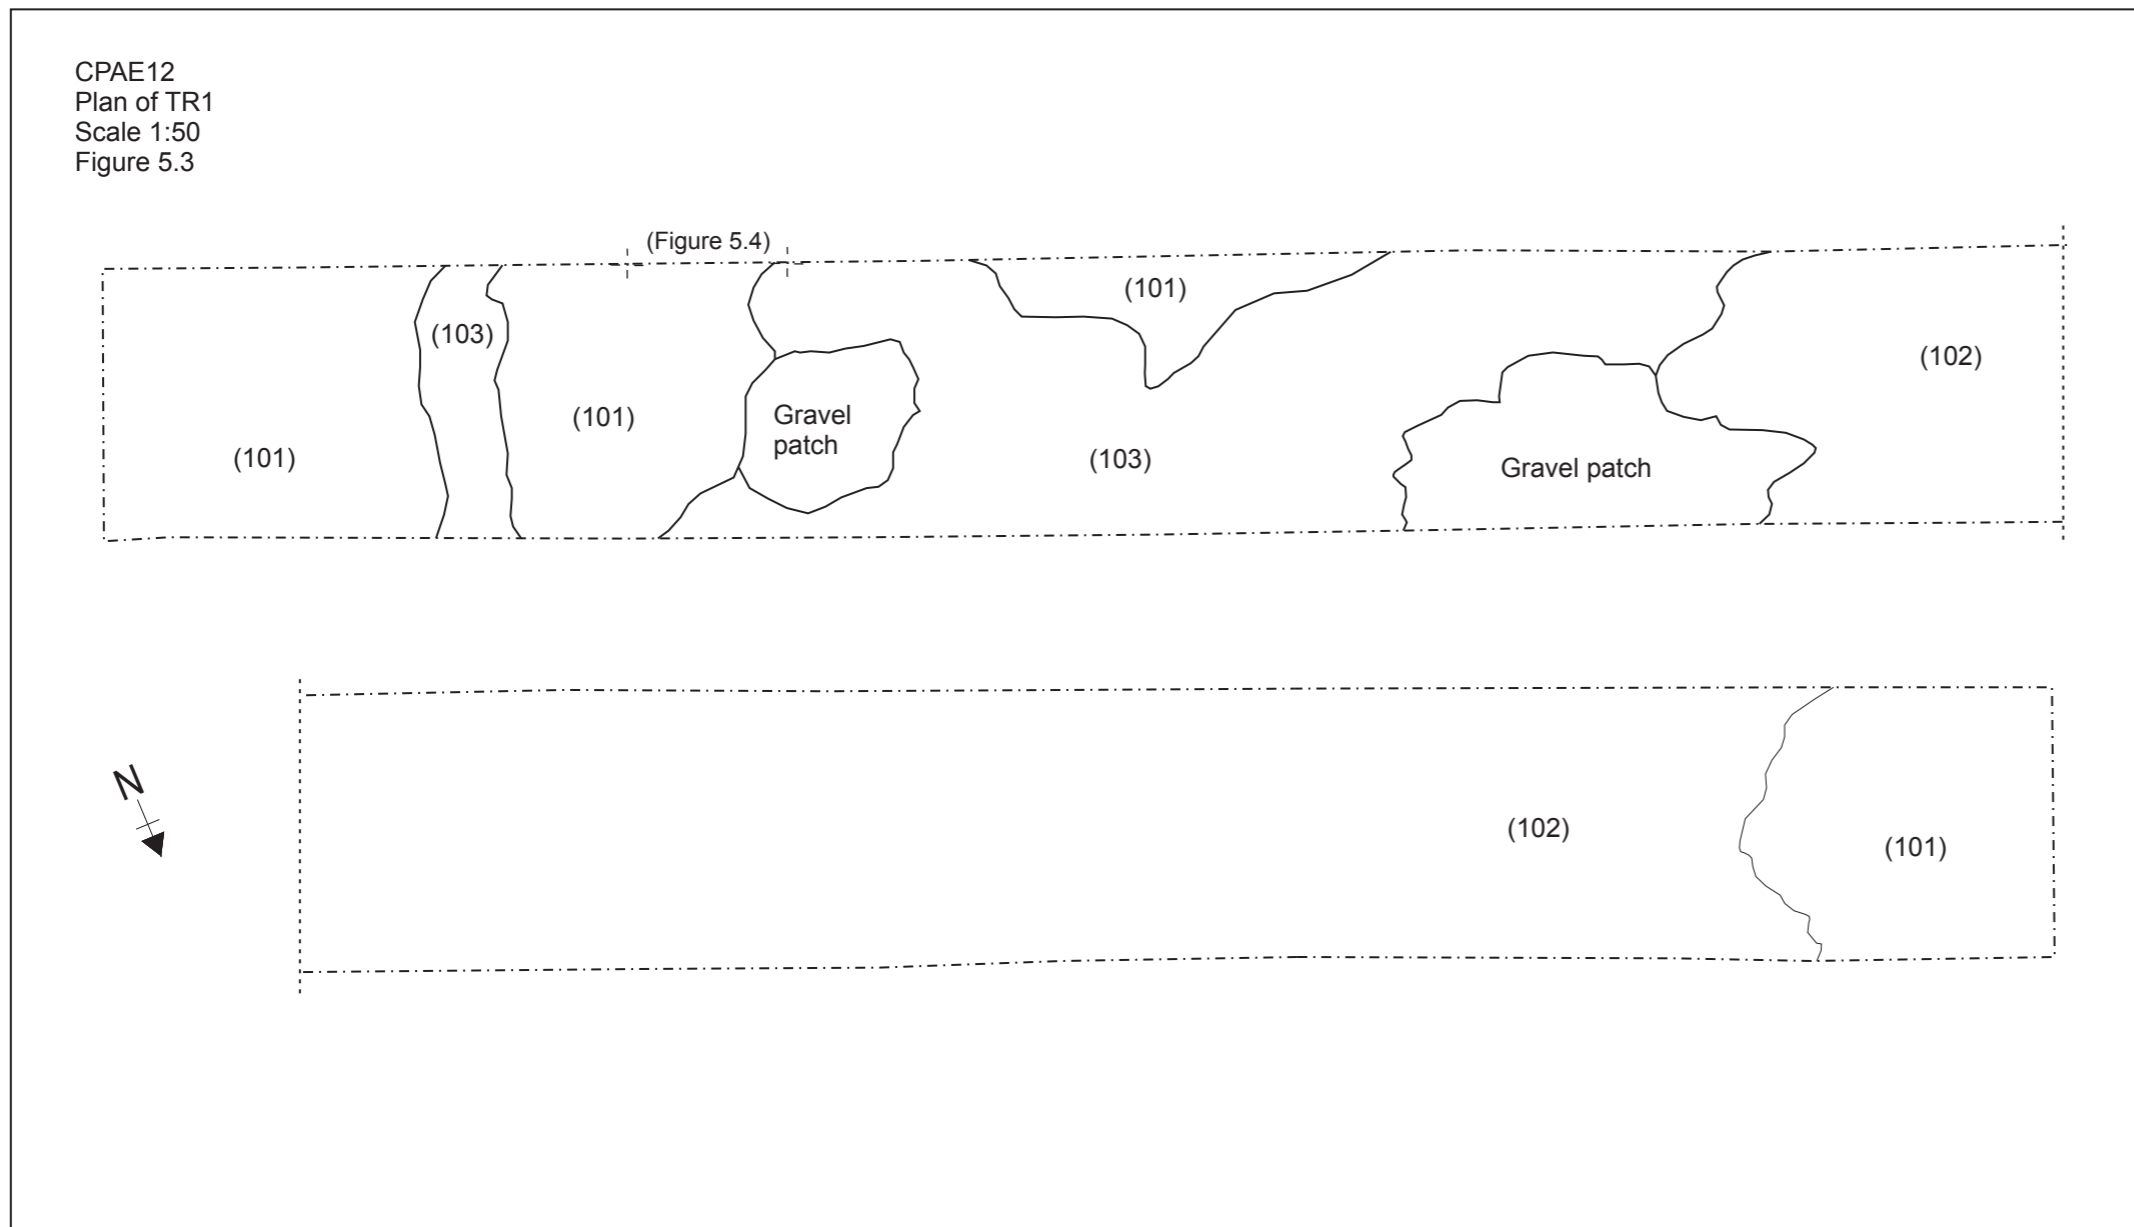 CPAE12
Plan of TR1
Scale 1:50
Figure 5.3
(Figure 5.4)
(101)
(103)
(102)
(101)
Gravel
patch
(101)
(103)
Gravel patch
N
(102)
(101)